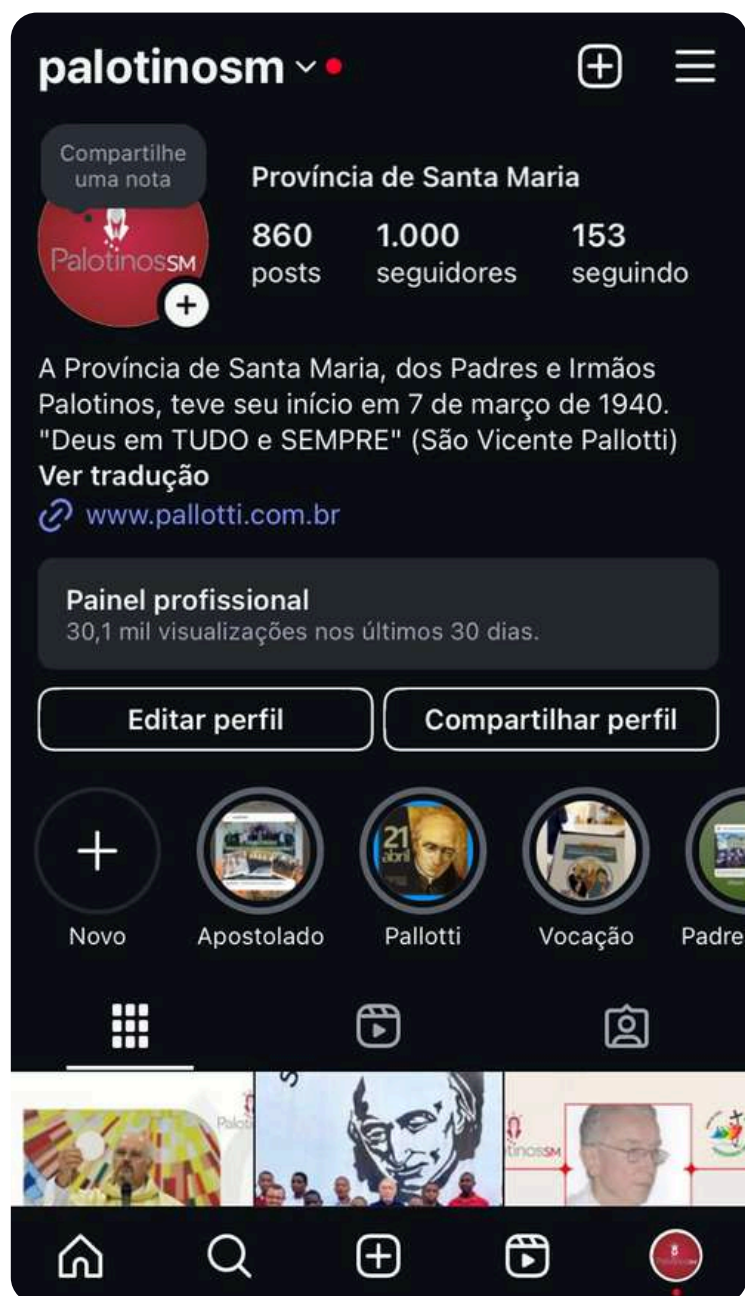 palotinosm
Compartilhe
uma nota
PalotinosSM
Província de Santa Maria
860 1.000 153
posts seguidores seguindo
A Província de Santa Maria, dos Padres e Irmãos
Palotinos, teve seu início em 7 de março de 1940.
"Deus em TUDO e SEMPRE" (São Vicente Pallotti)
Ver tradução
www.pallotti.com.br
Painel profissional
30,1 mil visualizações nos últimos 30 dias.
Editar perfil Compartilhar perfil
21
abril
Novo Apostolado Pallotti Vocação Padre
Paloti
tinosSM